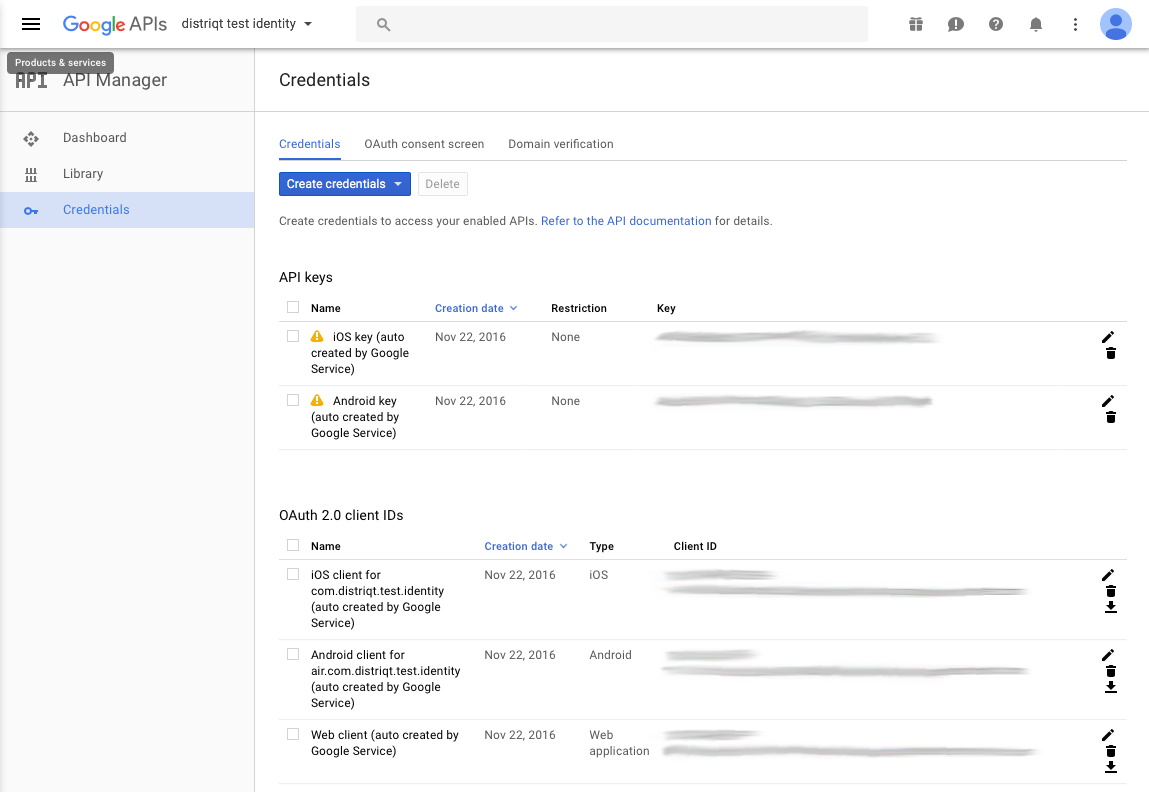 Google APIs distriqt test identity
Products & services
API API Manager
Credentials
Dashboard
Library
Credentials
Credentials OAuth consent screen Domain verification
Create credentials Delete
Create credentials to access your enabled APIs. Refer to the API documentation for details.
API keys
Name Creation date Restriction Key
iOS key (auto Nov 22, 2016 None
created by Google
Service)
Android key Nov 22, 2016 None
(auto created by
Google Service)
OAuth 2.0 client IDs
Name Creation date Type Client ID
iOS client for Nov 22, 2016 iOS
com.distriqt.test.identity
(auto created by Google
Service)
Android client for Nov 22, 2016 Android
air.com.distriqt.test.identity
(auto created by Google
Service)
Web client (auto created by Nov 22, 2016 Web
Google Service) application